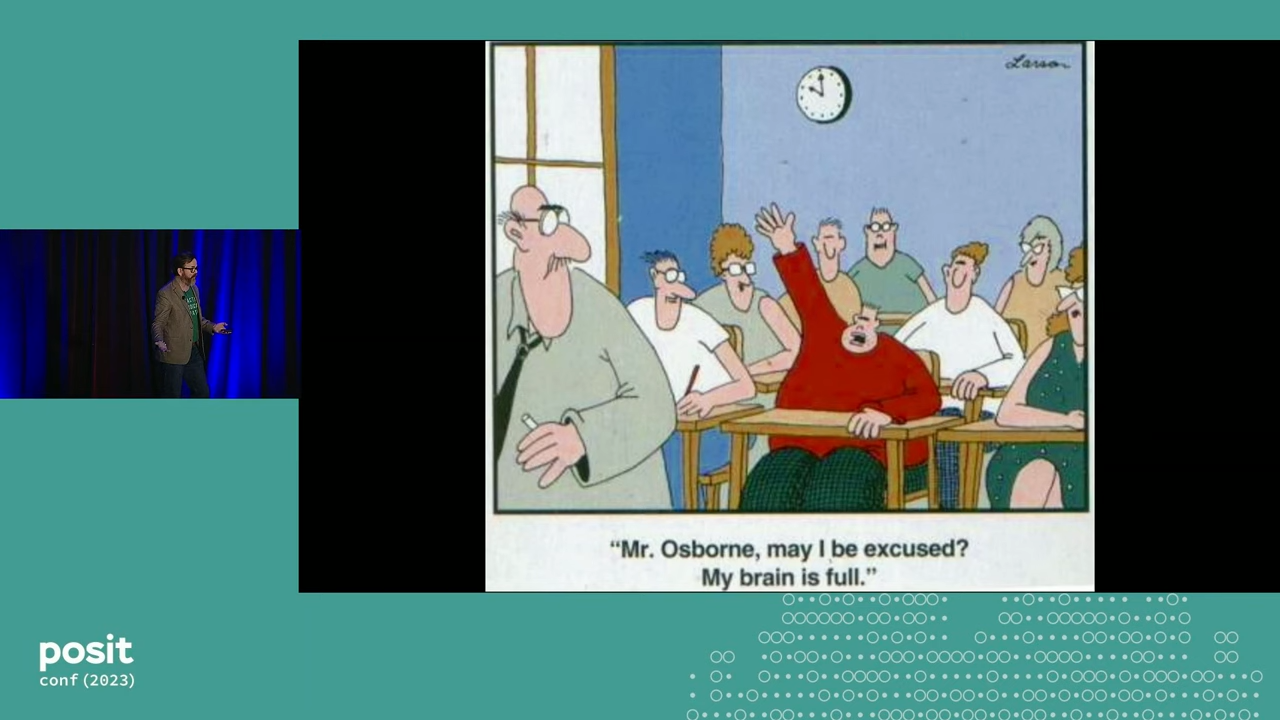 Larson
“Mr. Osborne, may I be excused?
My brain is full.”
posit
conf(2023)